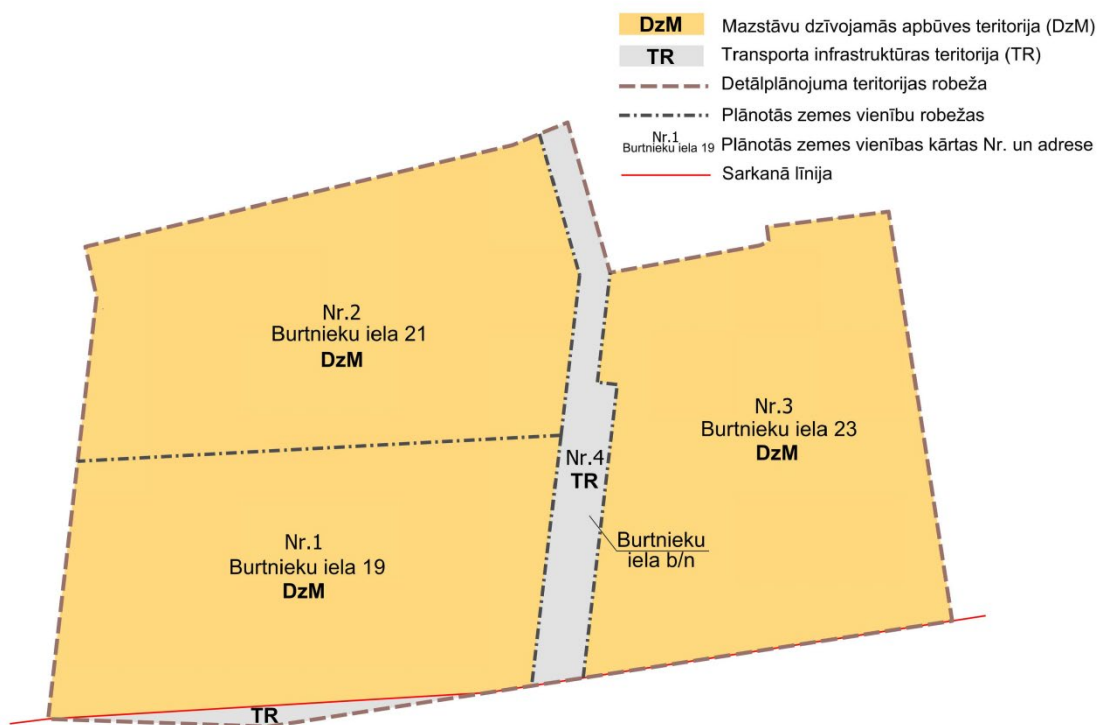 DzM Mazstāvu dzīvojamās apbūves teritorija (DzM)
TR Transporta infrastruktūras teritorija (TR)
Detālplānojuma teritorijas robeža
Plānotās zemes vienību robežas
Nr.1
Burtnieku iela 19 Plānotās zemes vienības kārtas Nr. un adrese
Sarkanā līnija
Nr.2
Burtnieku iela 21
DzM
Nr.3
Burtnieku iela 23
DzM
Nr.4
TR
Nr.1
Burtnieku iela 19
DzM
Burtnieku
iela b/n
TR